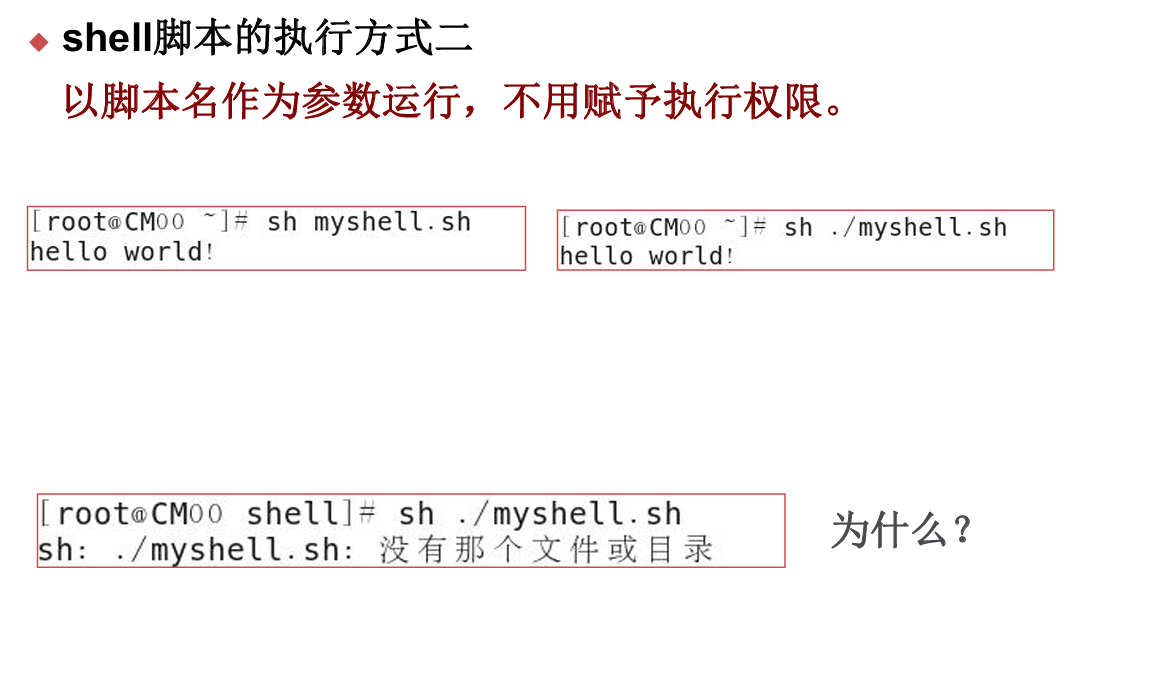 shell脚本的执行方式二
以脚本名作为参数运行，不用赋予执行权限。
[root@CM00 ~]# sh myshell.sh
hello world!
[root@CM00 ~]# sh ./myshell.sh
hello world!
[root@CM00 shell]# sh ./myshell.sh
sh: ./myshell.sh: 没有那个文件或目录
为什么？